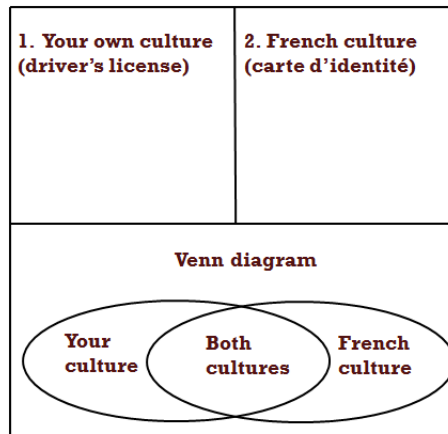 1. Your own culture
(driver's license)
2. French culture
(carte d'identité)
Venn diagram
Your
culture
Both
cultures
French
culture